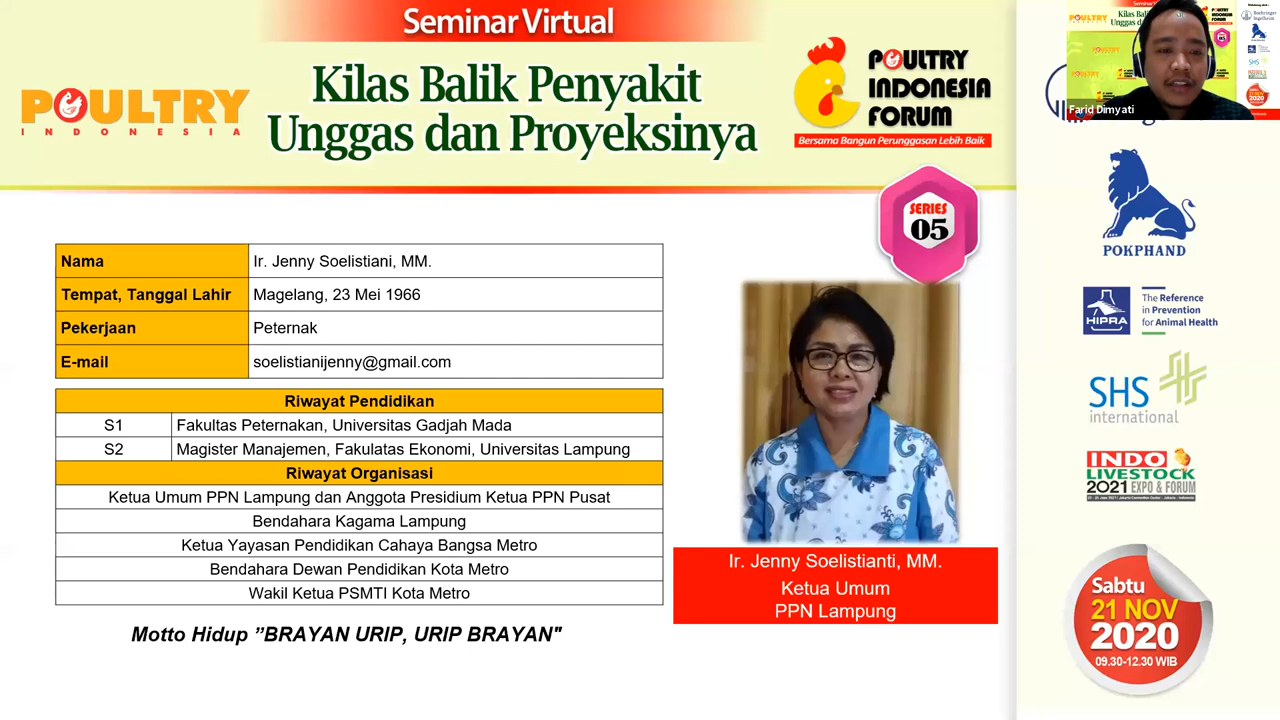 Seminar Virtual
POULTRY
INDONESIA
Kilas Balik Penyakit
Unggas dan Proyeksinya
POULTRY
INDONESIA
FORUM
Bersama Bangun Perunggasan Lebih Baik
SERIES
05
Farid Dimyati
Nama
Ir. Jenny Soelistiani, MM.
Tempat, Tanggal Lahir
Magelang, 23 Mei 1966
Pekerjaan
Peternak
E-mail
soelistianijenny@gmail.com
Riwayat Pendidikan
S1
Fakultas Peternakan, Universitas Gadjah Mada
S2
Magister Manajemen, Fakulatas Ekonomi, Universitas Lampung
Riwayat Organisasi
Ketua Umum PPN Lampung dan Anggota Presidium Ketua PPN Pusat
Bendahara Kagama Lampung
Ketua Yayasan Pendidikan Cahaya Bangsa Metro
Bendahara Dewan Pendidikan Kota Metro
Wakil Ketua PSMTI Kota Metro
Motto Hidup ”BRAYAN URIP, URIP BRAYAN"
Ir. Jenny Soelistianti, MM.
Ketua Umum
PPN Lampung
POKPHAND
HIPRA
The Reference
in Prevention
for Animal Health
SHS
international
INDO
LIVESTOCK
2021 EXPO & FORUM
Sabtu
21 NOV
2020
09.30-12.30 WIB